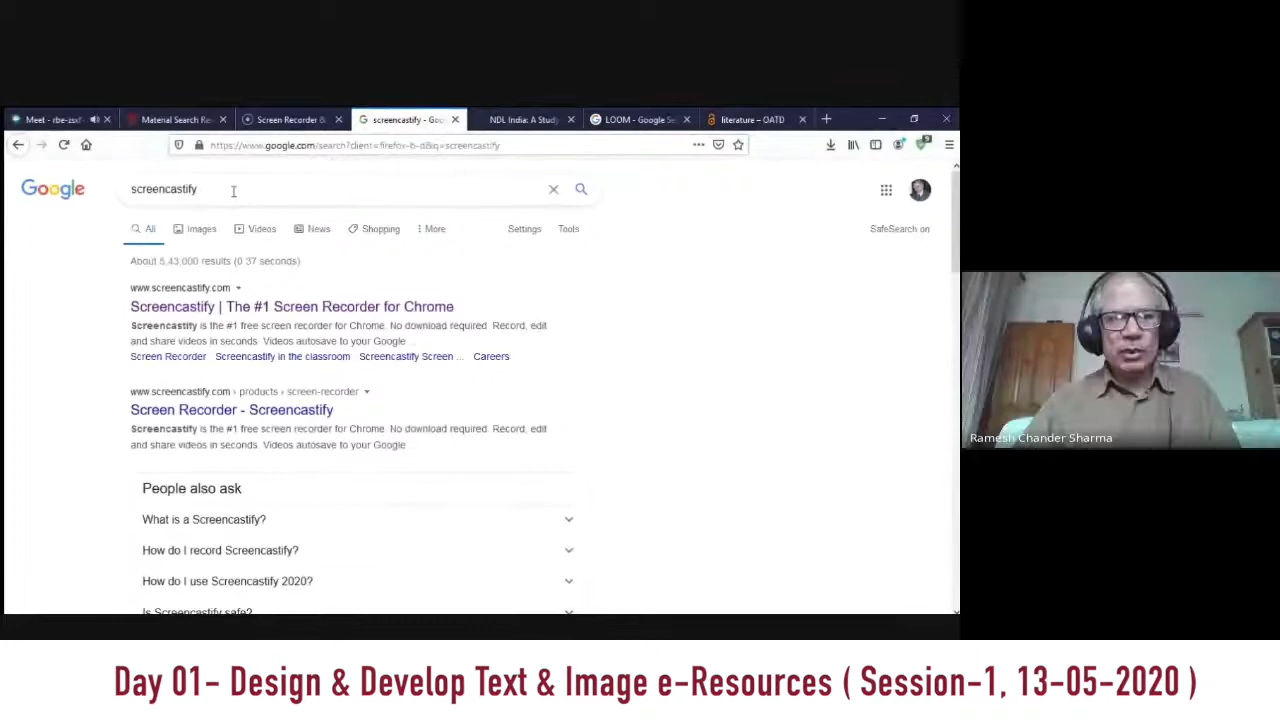 Meet - rbe-zsxf
Material Search Re
Screen Recorder &
screencastify - Goo
NDL India: A Study
LOOM - Google Se
literature – OATD
https://www.google.com/search?client=firefox-b-d&q=screencastify
Google
screencastify
All
Images
Videos
News
Shopping
More
Settings
Tools
SafeSearch on
About 5,43,000 results (0.37 seconds)
www.screencastify.com
Screencastify | The #1 Screen Recorder for Chrome
Screencastify is the #1 free screen recorder for Chrome. No download required. Record, edit
and share videos in seconds. Videos autosave to your Google
Screen Recorder Screencastify in the classroom Screencastify Screen ... Careers
www.screencastify.com › products › screen-recorder
Screen Recorder - Screencastify
Screencastify is the #1 free screen recorder for Chrome. No download required. Record, edit
and share videos in seconds. Videos autosave to your Google
People also ask
What is a Screencastify?
How do I record Screencastify?
How do I use Screencastify 2020?
Is Screencastify safe?
Ramesh Chander Sharma
Day 01- Design & Develop Text & Image e-Resources ( Session-1, 13-05-2020 )